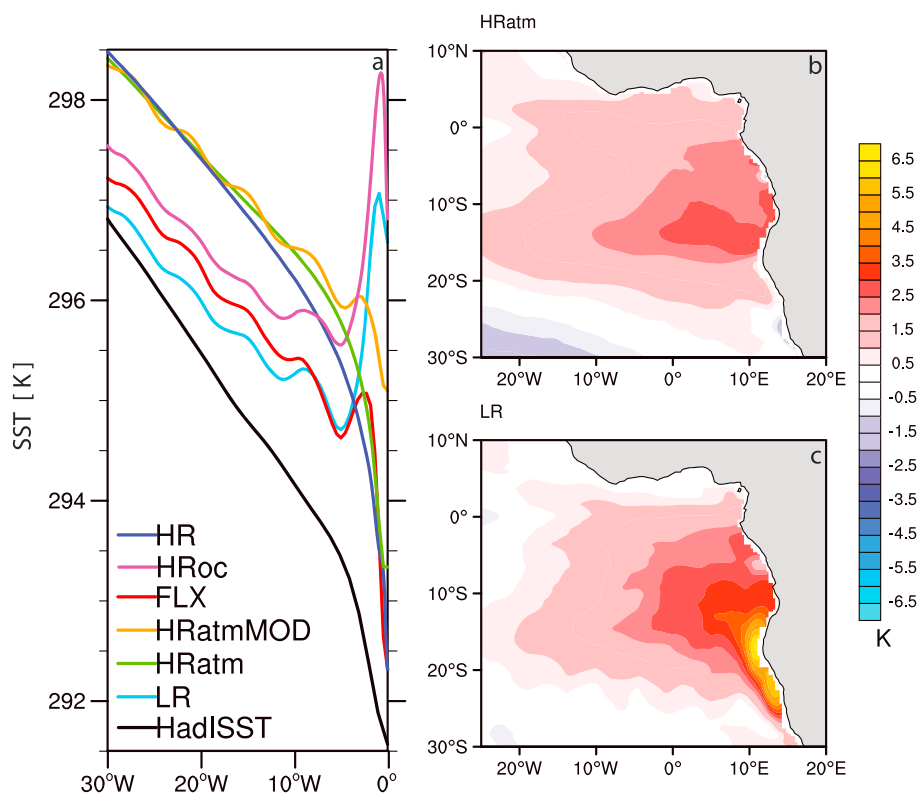 HRatm
a
298
296
294
292
SST [K]
HR
HRoc
FLX
HRatmMOD
HRatm
LR
HadISST
30°W
20°W
10°W
0°
b
10°N
0°
10°S
20°S
30°S
20°W
10°W
0°
10°E
20°E
LR
c
10°N
0°
10°S
20°S
30°S
20°W
10°W
0°
10°E
20°E
6.5
5.5
4.5
3.5
2.5
1.5
0.5
-0.5
-1.5
-2.5
-3.5
-4.5
-5.5
-6.5
K